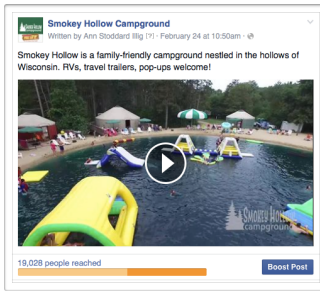 Smokey Hollow Campground
Written by Ann Stoddard Illig [?] · February 24 at 10:50am ·
Smokey Hollow is a family-friendly campground nestled in the hollows of
Wisconsin. RVs, travel trailers, pop-ups welcome!
SMOKEY HOLLOW
campground
19,028 people reached
Boost Post